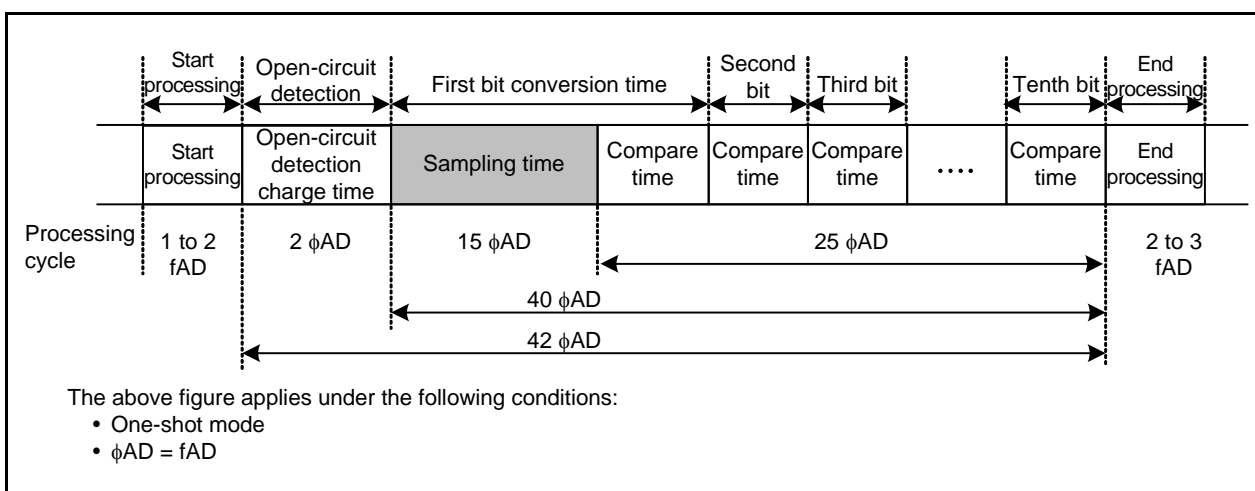 Start
processing
Open-circuit
detection
First bit conversion time
Second
bit
Third bit
Tenth bit
End
processing
Start
processing
Open-circuit
detection
charge time
Sampling time
Compare
time
Compare
time
Compare
time
....
Compare
time
End
processing
Processing
cycle
1 to 2
fAD
2 ϕAD
15 ϕAD
25 ϕAD
2 to 3
fAD
40 ϕAD
42 ϕAD
The above figure applies under the following conditions:
• One-shot mode
• ϕAD = fAD